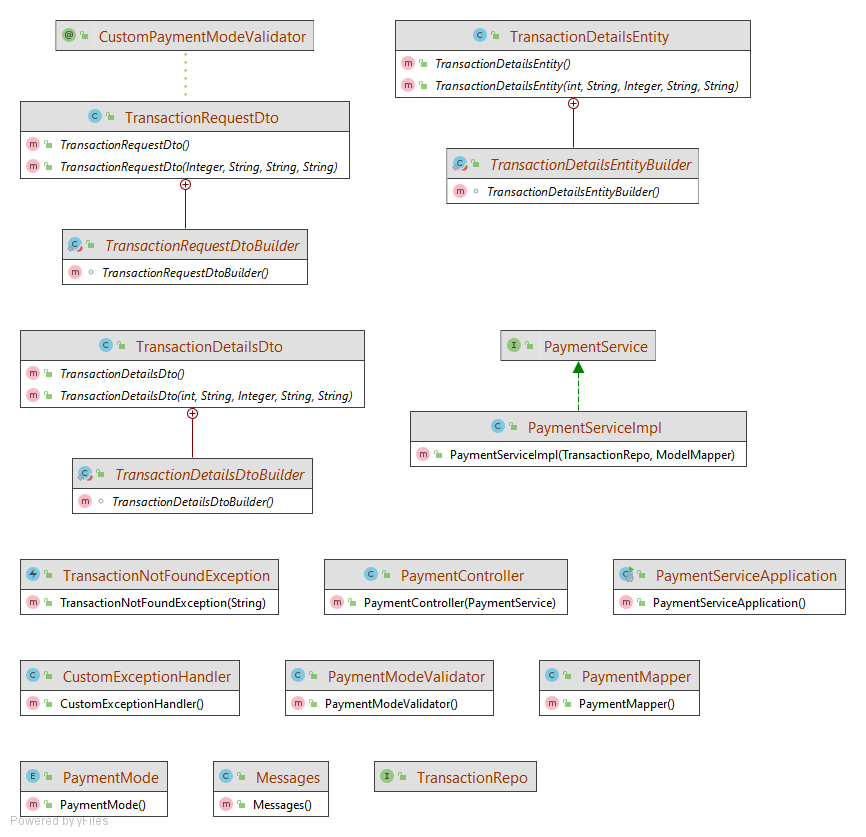 CustomPaymentModeValidator
TransactionDetailsEntity
TransactionDetailsEntity()
TransactionDetailsEntity(int, String, Integer, String, String)
TransactionRequestDto
TransactionRequestDto()
TransactionRequestDto(Integer, String, String, String)
TransactionDetailsEntityBuilder
TransactionDetailsEntityBuilder()
TransactionRequestDtoBuilder
TransactionRequestDtoBuilder()
TransactionDetailsDto
TransactionDetailsDto()
TransactionDetailsDto(int, String, Integer, String, String)
PaymentService
PaymentServiceImpl
PaymentServiceImpl(TransactionRepo, ModelMapper)
TransactionDetailsDtoBuilder
TransactionDetailsDtoBuilder()
TransactionNotFoundException
TransactionNotFoundException(String)
PaymentController
PaymentController(PaymentService)
PaymentServiceApplication
PaymentServiceApplication()
CustomExceptionHandler
CustomExceptionHandler()
PaymentModeValidator
PaymentModeValidator()
PaymentMapper
PaymentMapper()
PaymentMode
PaymentMode()
Messages
Messages()
TransactionRepo
Powered by yFiles